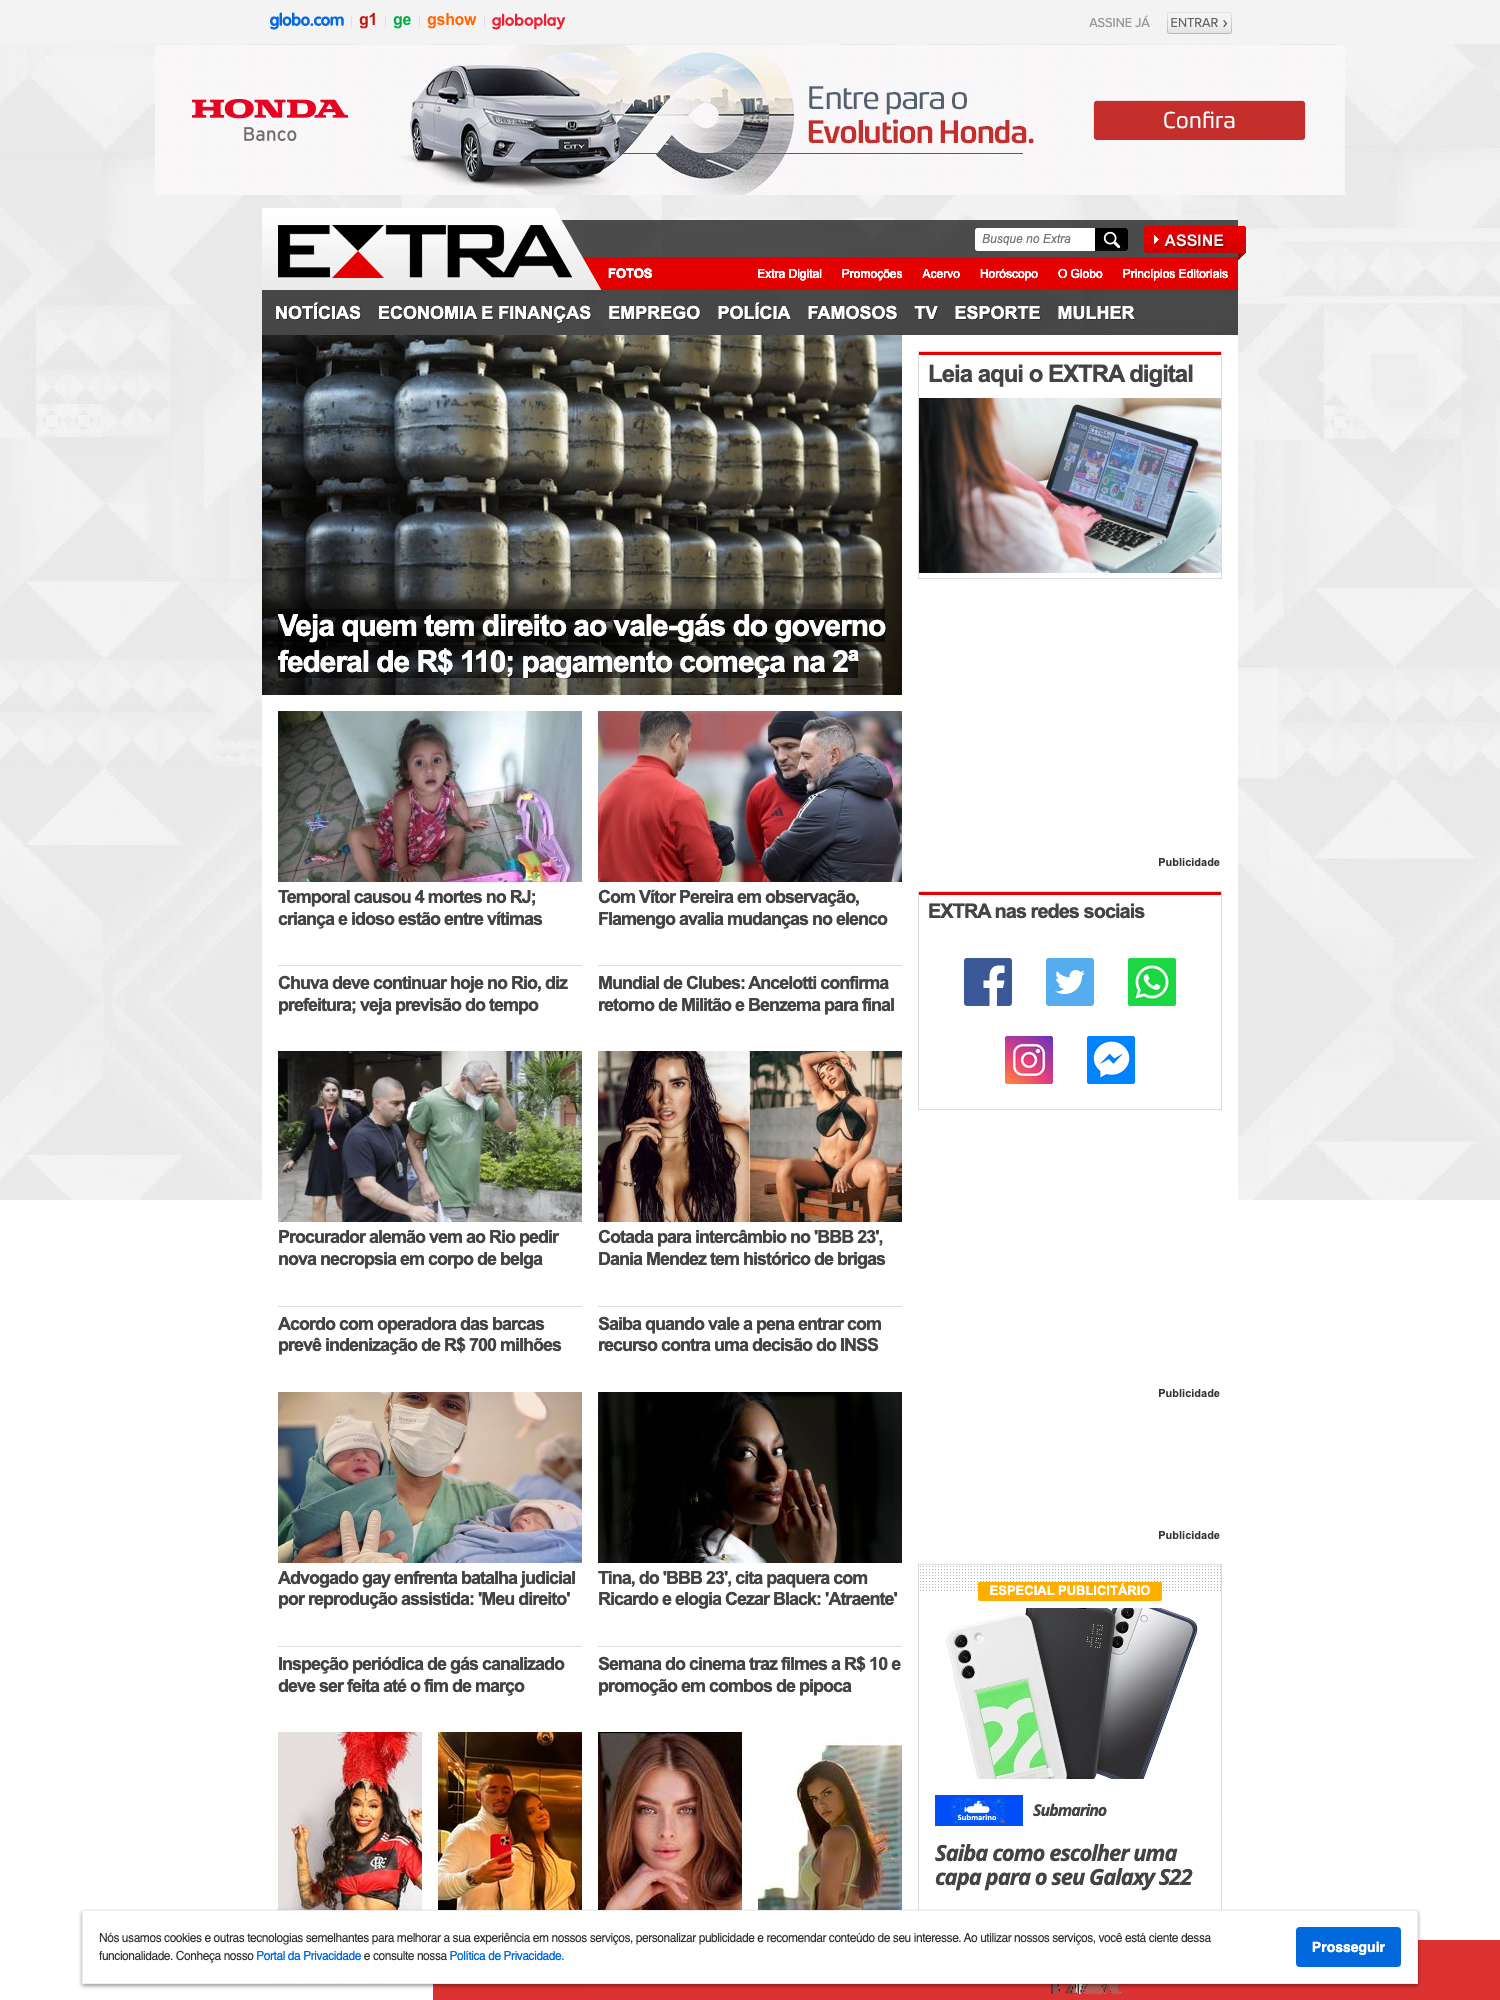 globo.com g1 ge gshow globoplay
ASSINE JÁ ENTRAR ›
HONDA
Banco
Entre para o
Evolution Honda.
Confira
EXTRA
Busque no Extra
ASSINE
FOTOS Extra Digital Promoções Acervo Horóscopo O Globo Princípios Editoriais
NOTÍCIAS ECONOMIA E FINANÇAS EMPREGO POLÍCIA FAMOSOS TV ESPORTE MULHER
Veja quem tem direito ao vale-gás do governo
federal de R$ 110; pagamento começa na 2ª
Leia aqui o EXTRA digital
Temporal causou 4 mortes no RJ;
criança e idoso estão entre vítimas
Com Vítor Pereira em observação,
Flamengo avalia mudanças no elenco
Publicidade
EXTRA nas redes sociais
Chuva deve continuar hoje no Rio, diz
prefeitura; veja previsão do tempo
Mundial de Clubes: Ancelotti confirma
retorno de Militão e Benzema para final
Procurador alemão vem ao Rio pedir
nova necropsia em corpo de belga
Cotada para intercâmbio no 'BBB 23',
Dania Mendez tem histórico de brigas
Acordo com operadora das barcas
prevê indenização de R$ 700 milhões
Saiba quando vale a pena entrar com
recurso contra uma decisão do INSS
Publicidade
Publicidade
Advogado gay enfrenta batalha judicial
por reprodução assistida: 'Meu direito'
Tina, do 'BBB 23', cita paquera com
Ricardo e elogia Cezar Black: 'Atraente'
Inspeção periódica de gás canalizado
deve ser feita até o fim de março
Semana do cinema traz filmes a R$ 10 e
promoção em combos de pipoca
ESPECIAL PUBLICITÁRIO
Submarino
Submarino
Saiba como escolher uma
capa para o seu Galaxy S22
Nós usamos cookies e outras tecnologias semelhantes para melhorar a sua experiência em nossos serviços, personalizar publicidade e recomendar conteúdo de seu interesse. Ao utilizar nossos serviços, você está ciente dessa
funcionalidade. Conheça nosso Portal da Privacidade e consulte nossa Política de Privacidade.
Prosseguir